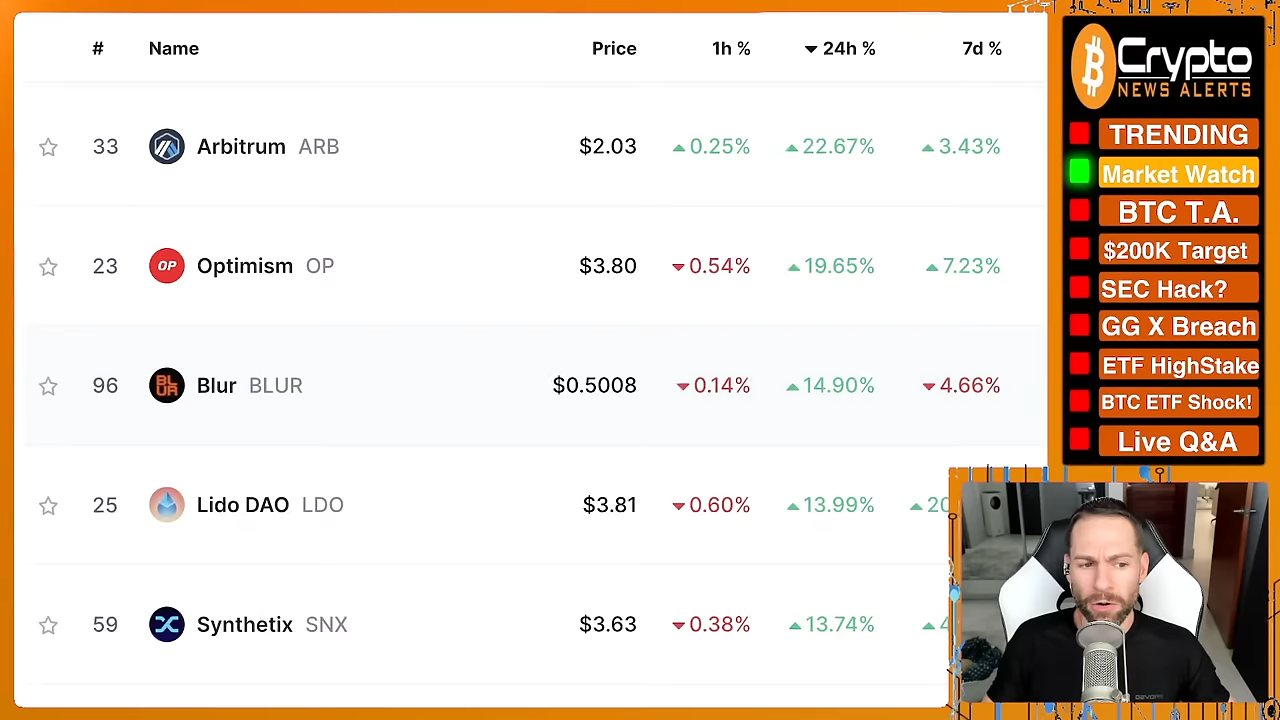 # Name Price 1h % 24h % 7d %
33 Arbitrum ARB $2.03 0.25% 22.67% 3.43%
23 OP Optimism OP $3.80 0.54% 19.65% 7.23%
96 BLUR Blur BLUR $0.5008 0.14% 14.90% 4.66%
25 Lido DAO LDO $3.81 0.60% 13.99% 20
59 Synthetix SNX $3.63 0.38% 13.74% 4
Crypto
NEWS ALERTS
TRENDING
Market Watch
BTC T.A.
$200K Target
SEC Hack?
GG X Breach
ETF HighStake
BTC ETF Shock!
Live Q&A